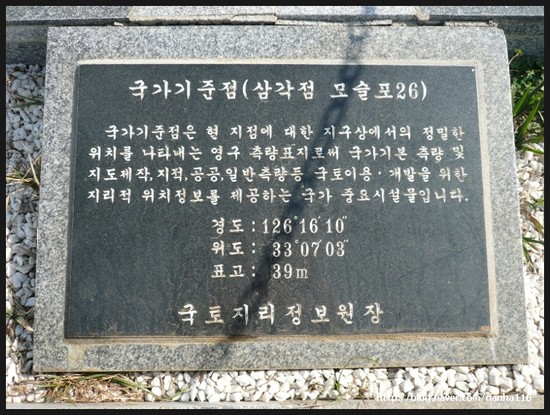 국가기준점(삼각점 모슬포26)
국가기준점은 현 지점에 대한 지구상에서의 정밀한
위치를 나타내는 영구 측량표지로써 국가기본 측량 및
지도제작,지적,공공,일반측량등 국토이용·개발을 위한
지리적 위치정보를 제공하는 국가 중요시설물입니다.
경도 : 126°16′10″
위도 : 33°07′03″
표고 : 39m
국토지리정보원장
http://blog.naver.com/danha116